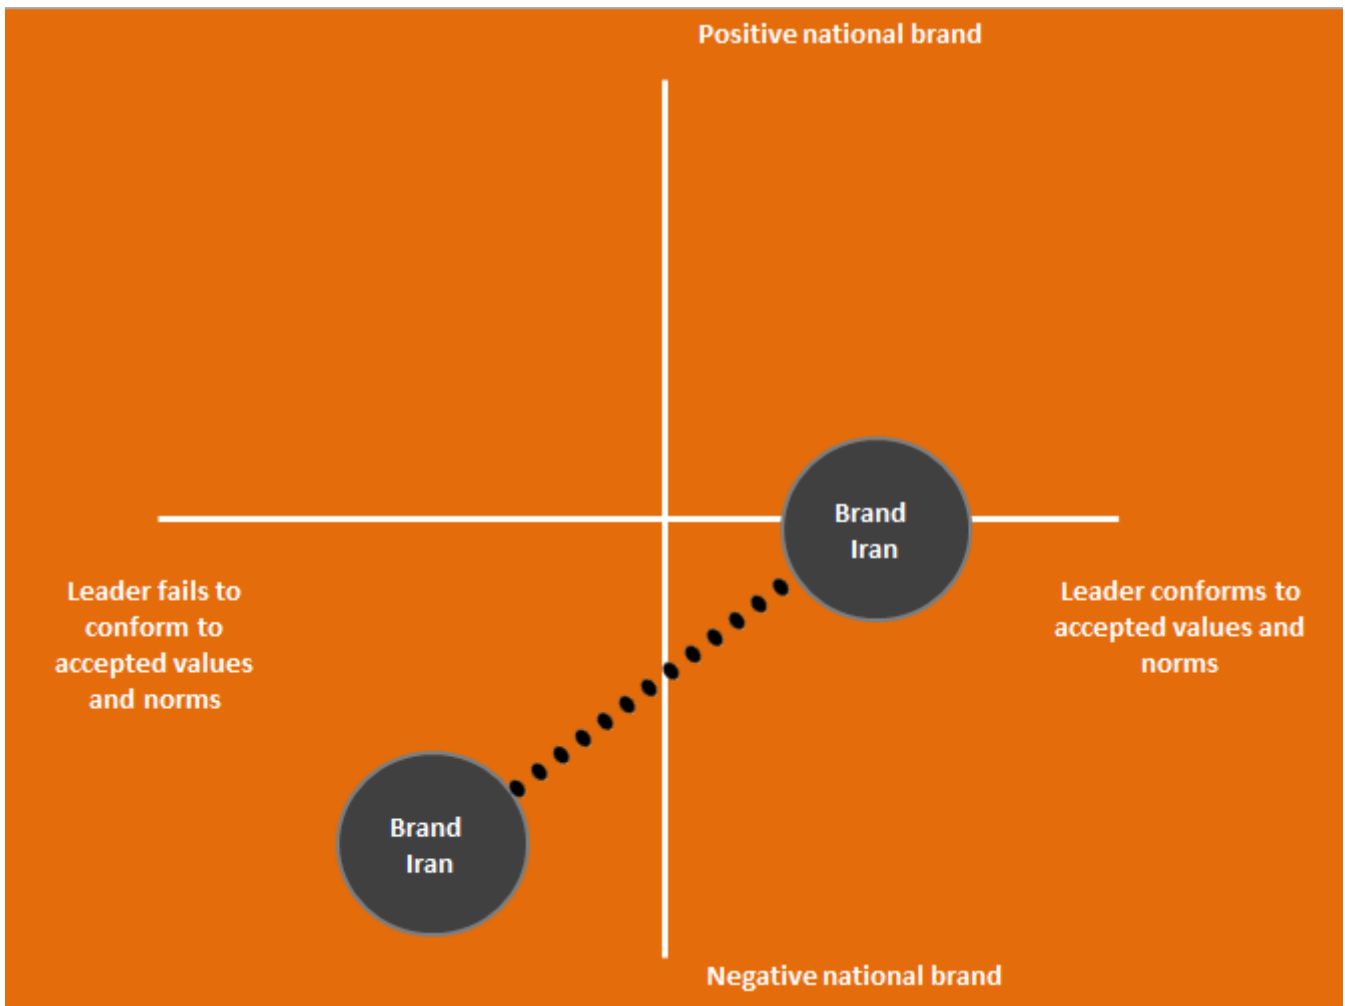 Positive national brand
Brand
Iran
Leader fails to
conform to
accepted values
and norms
Leader conforms to
accepted values and
norms
Brand
Iran
Negative national brand